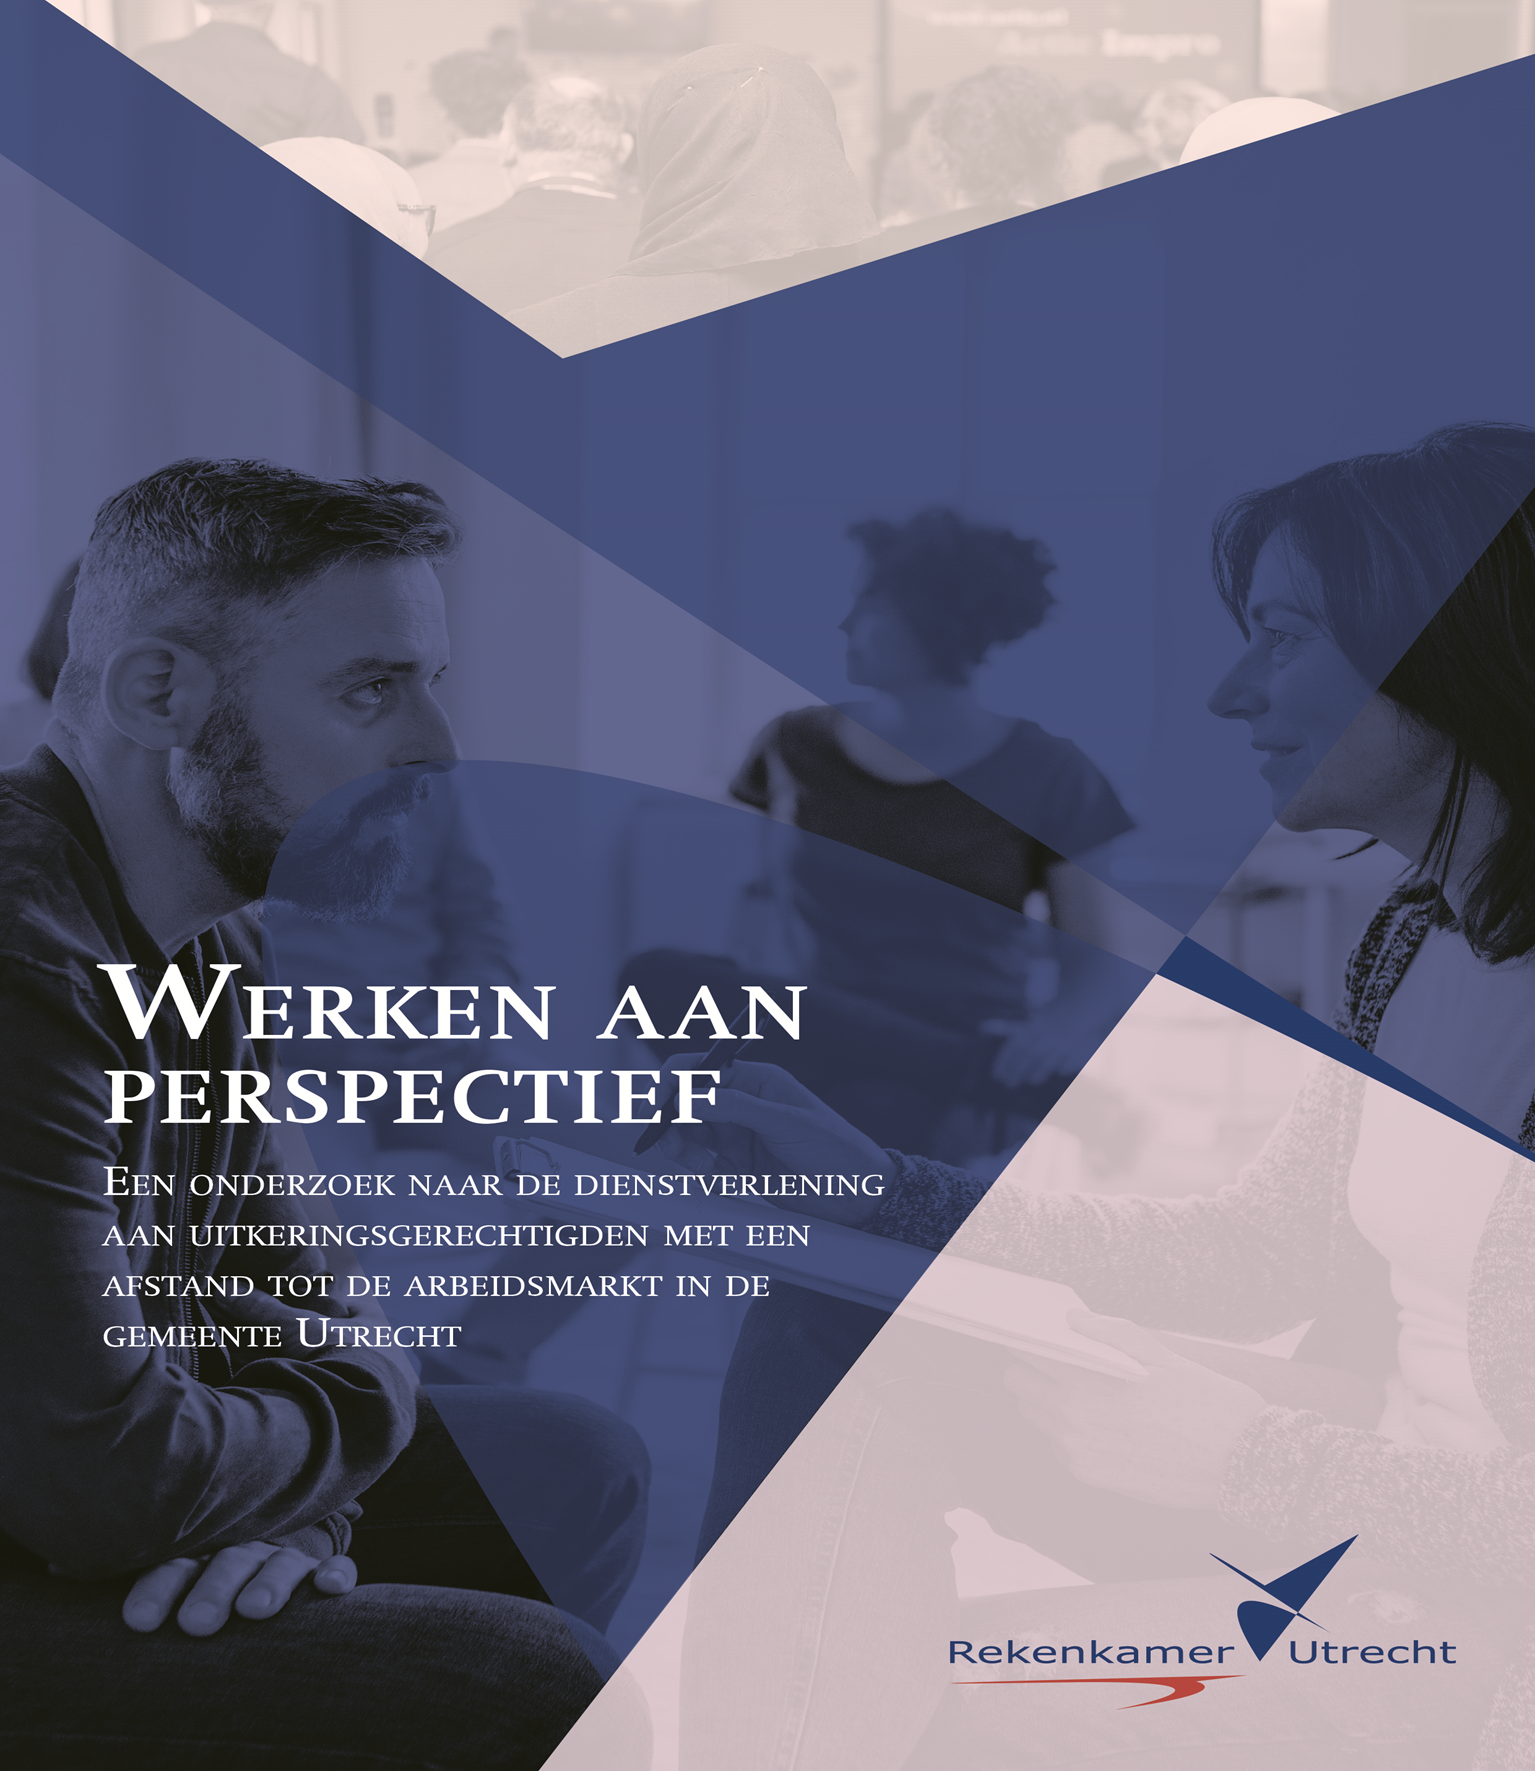 Werken aan
perspectief
Een onderzoek naar de dienstverlening
aan uitkeringsgerechtigden met een
afstand tot de arbeidsmarkt in de
gemeente Utrecht
Rekenkamer Utrecht